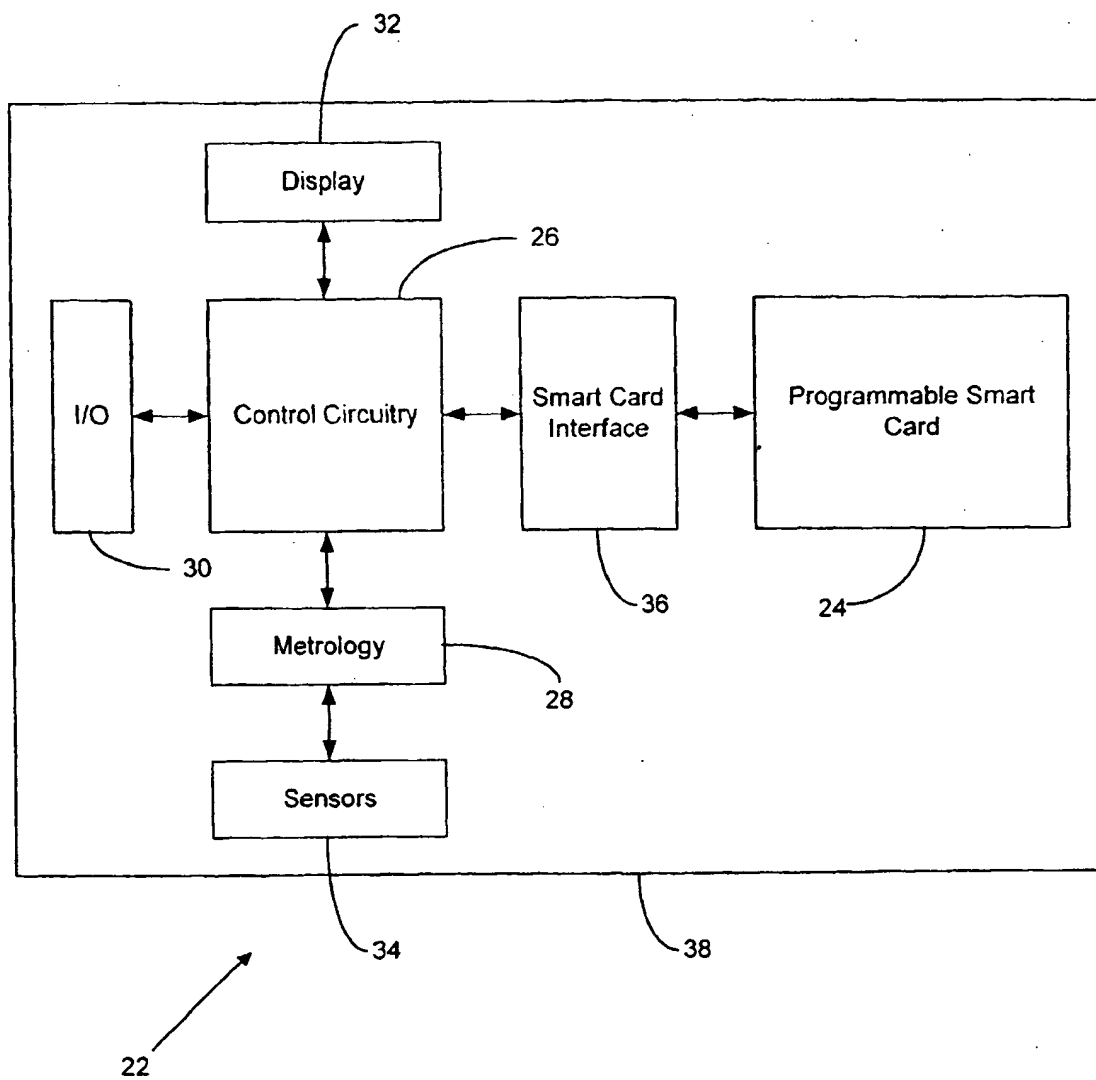 32
Display
26
I/O
Control Circuitry
Smart Card
Interface
Programmable Smart
Card
30
36
24
Metrology
28
Sensors
34
38
22